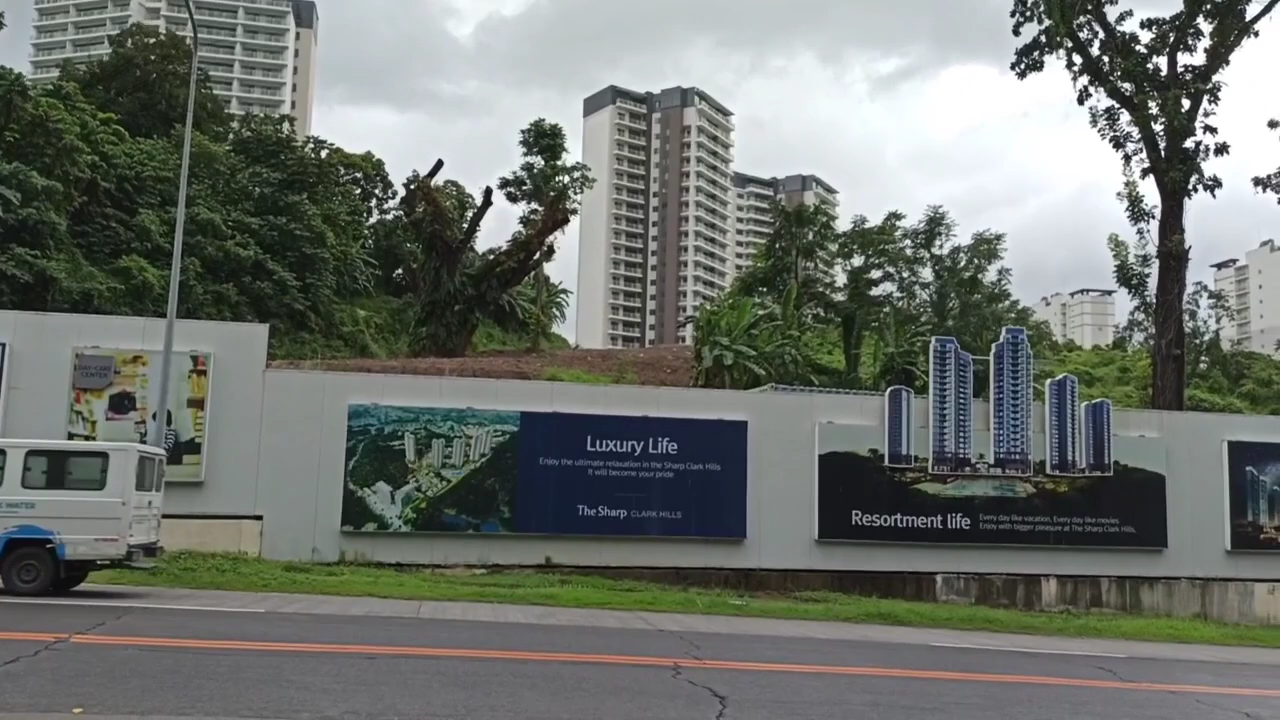 DAY-CARE
CENTER
WATER
Luxury Life
Enjoy the ultimate relaxation in the Sharp Clark Hills
It will become your pride
The Sharp CLARK HILLS
Resortment life
Every day like vacation, Every day like movies
Enjoy with bigger pleasure at The Sharp Clark Hills.